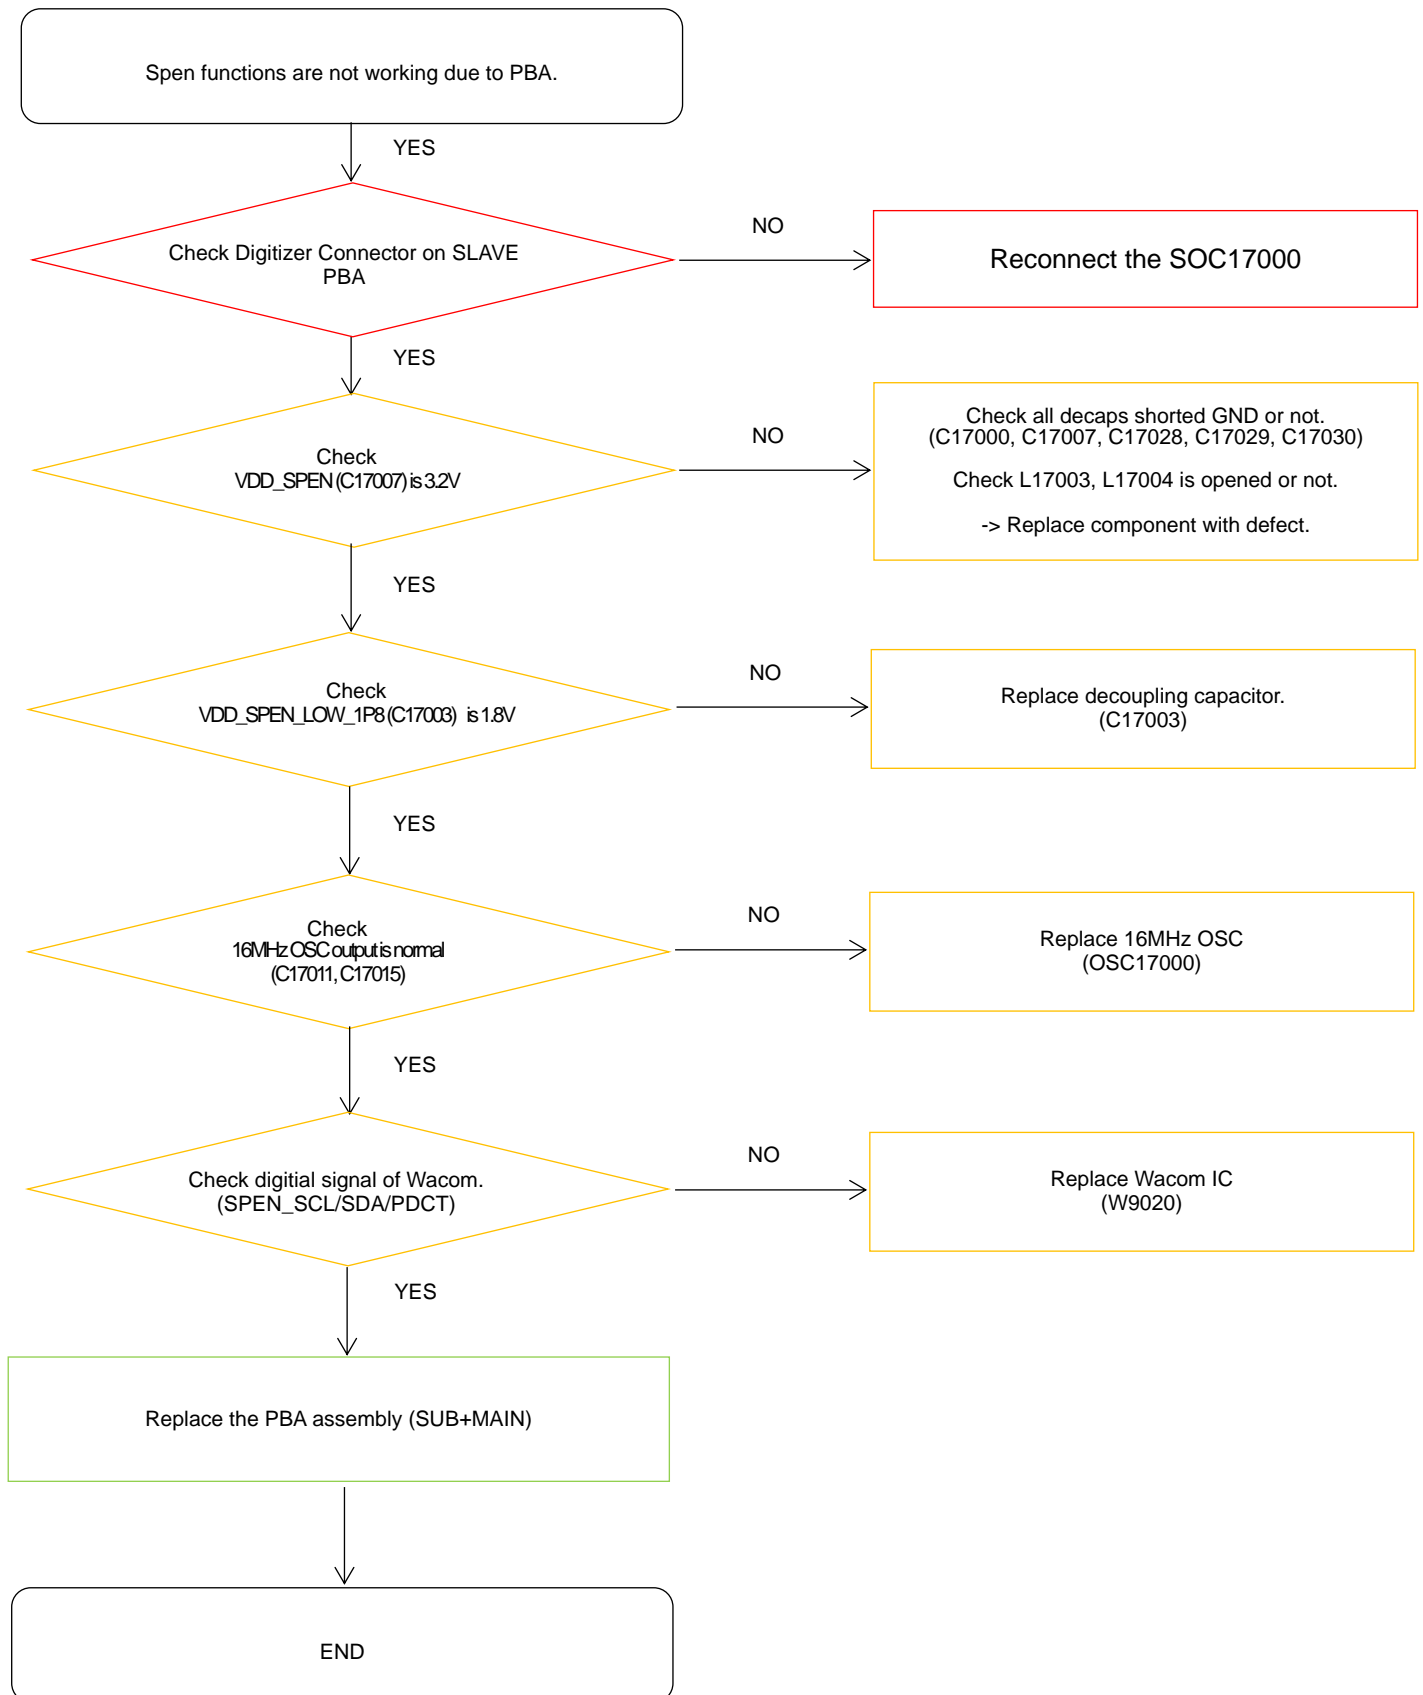 Spen functions are not working due to PBA.
YES
Check Digitizer Connector on SLAVE
PBA
NO
Reconnect the SOC17000
YES
Check
VDD_SPEN (C17007) is 3.2V
NO
Check all decaps shorted GND or not.
(C17000, C17007, C17028, C17029, C17030)
Check L17003, L17004 is opened or not.
-> Replace component with defect.
YES
Check
VDD_SPEN_LOW_1P8 (C17003) is 1.8V
NO
Replace decoupling capacitor.
(C17003)
YES
Check
16MHz OSC output is normal
(C17011, C17015)
NO
Replace 16MHz OSC
(OSC17000)
YES
Check digitial signal of Wacom.
(SPEN_SCL/SDA/PDCT)
NO
Replace Wacom IC
(W9020)
YES
Replace the PBA assembly (SUB+MAIN)
END